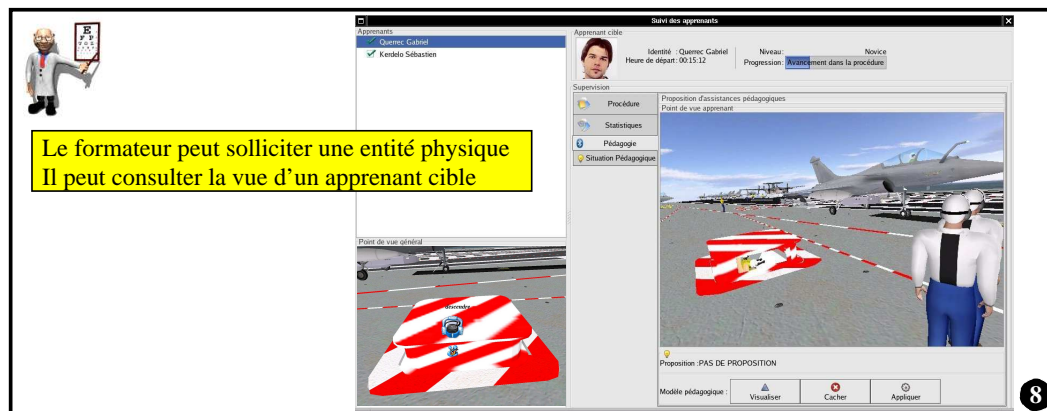 Le formateur peut solliciter une entité physique
Il peut consulter la vue d'un apprenant cible
Suivi des apprenants
Apprenants
Querrec Gabriel
Kerdelo Sébastien
Point de vue général
descendre
Apprenant cible
Identité : Querrec Gabriel
Heure de départ : 00:15:12
Niveau: Novice
Progression: Avancement dans la procédure
Supervision
Procédure
Statistiques
Pédagogie
Situation Pédagogique
Proposition d'assistances pédagogiques
Point de vue apprenant
Proposition :PAS DE PROPOSITION
Modèle pédagogique : Visualiser Cacher Appliquer
8